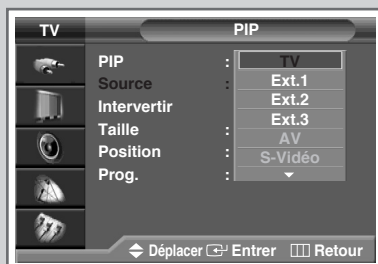 TV PIP
PIP : TV
Source : Ext.1
Intervertir Ext.2
Taille : Ext.3
Position : AV
Prog. : S-Vidéo
Déplacer Entrer Retour